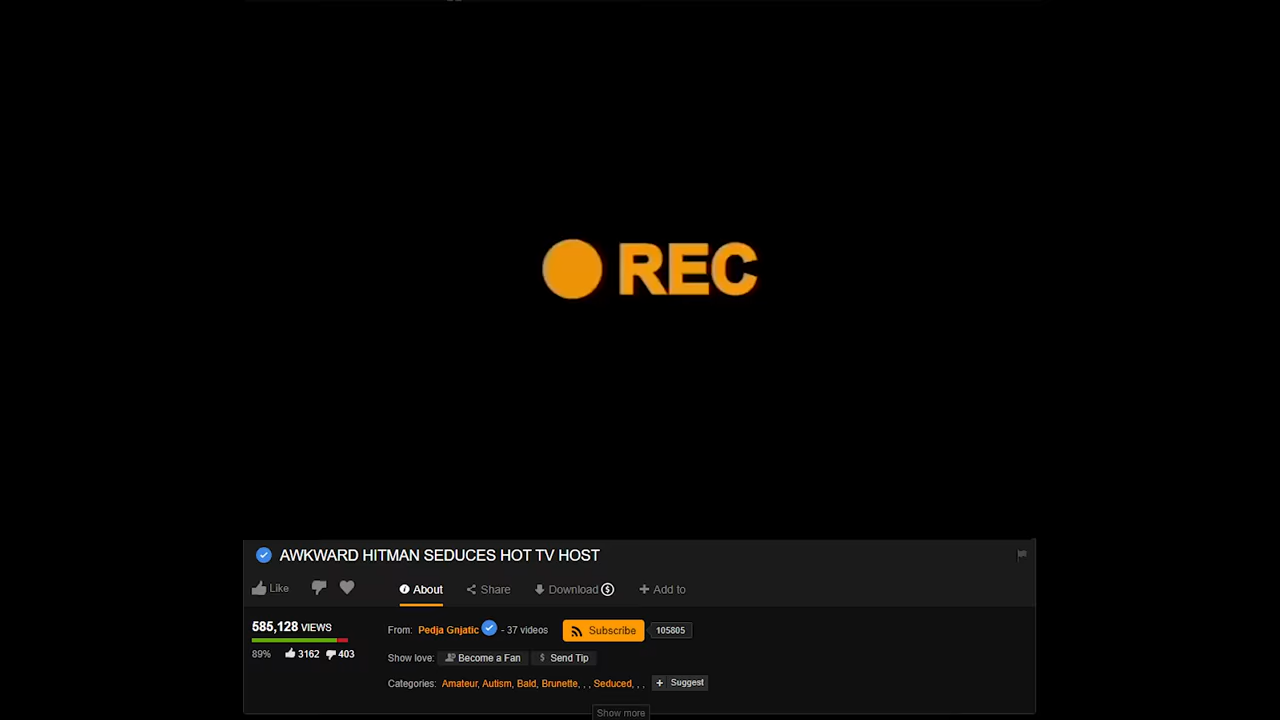 REC
AWKWARD HITMAN SEDUCES HOT TV HOST
Like About Share Download $ Add to
585,128 VIEWS
From: Pedja Gnjatic - 37 videos Subscribe 105805
89% 3162 403
Show love: Become a Fan $ Send Tip
Categories: Amateur, Autism, Bald, Brunette, , , Seduced, , , + Suggest
Show more